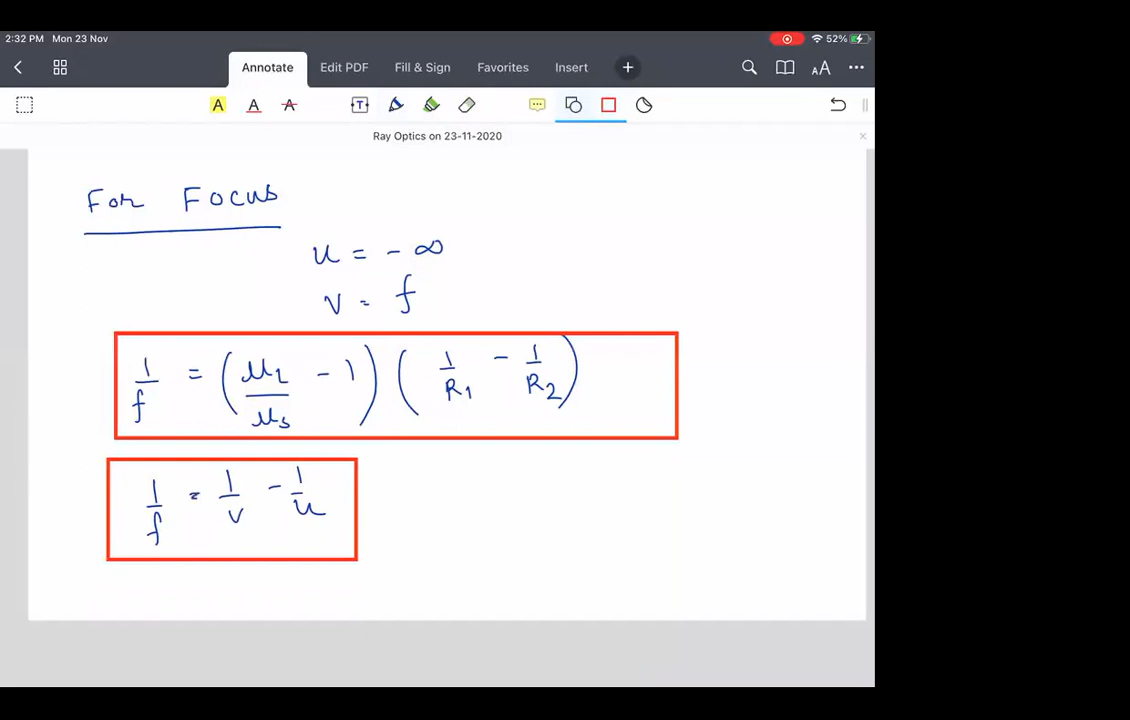 2:32 PM Mon 23 Nov 52%
Annotate Edit PDF Fill & Sign Favorites Insert +
A A A T AA
Ray Optics on 23-11-2020 ×
For Focus
u = - ∞
v = f
1/f = (μL/μs - 1) (1/R1 - 1/R2)
1/f = 1/v - 1/u